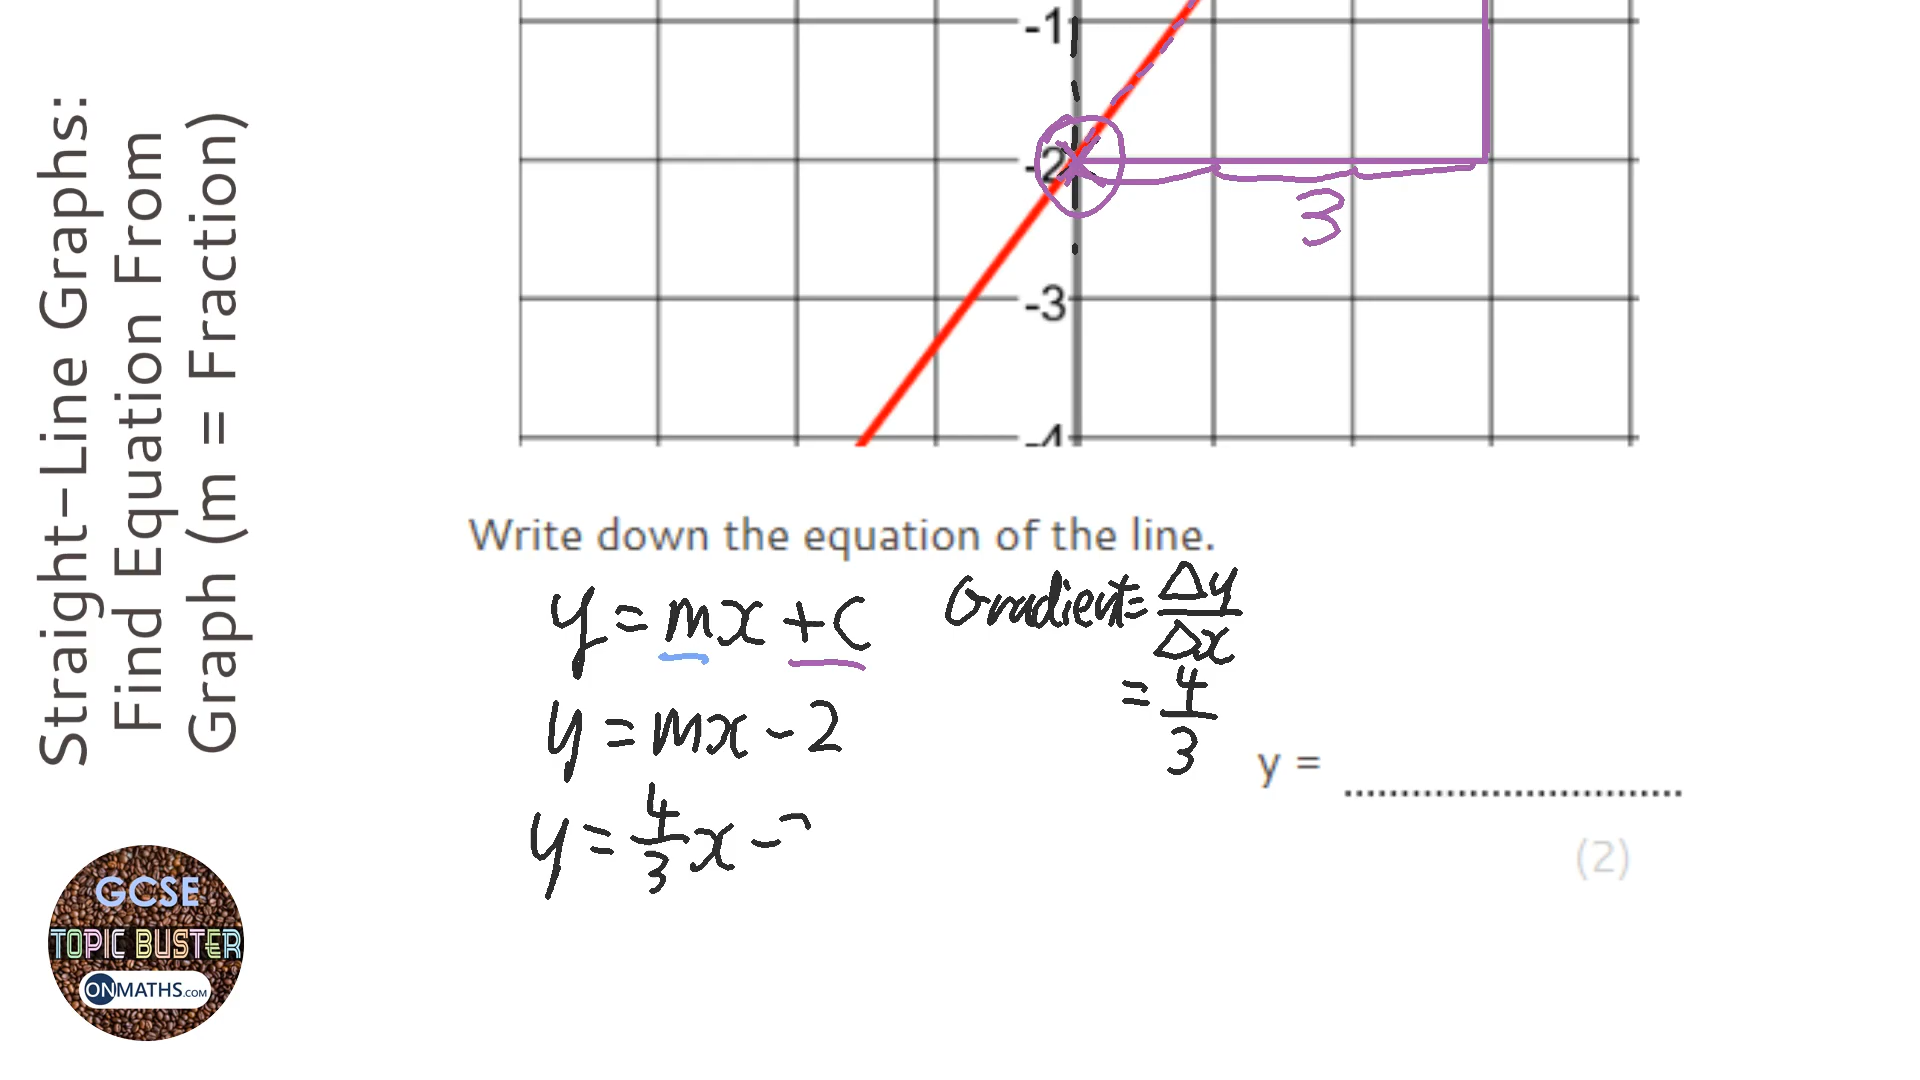 Straight-Line Graphs:
Find Equation From
Graph (m = Fraction)
-1
-2
3
-3
-4
Write down the equation of the line.
y = mx + c
Gradient = Δy
Δx
= 4
3
y = mx - 2
y =
y = 4/3 x -
(2)
GCSE
TOPIC BUSTER
ONMATHS.COM